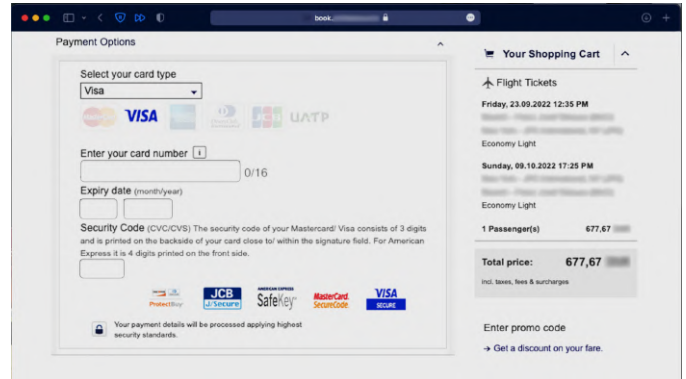 book.
Payment Options
Select your card type
Visa
VISA
JCB
UATP
Enter your card number i
0/16
Expiry date (month/year)
Security Code (CVC/CVS) The security code of your Mastercard/ Visa consists of 3 digits
and is printed on the backside of your card close to/ within the signature field. For American
Express it is 4 digits printed on the front side.
ProtectBuy
JCB
J/Secure
AMERICAN EXPRESS
SafeKey
MasterCard.
SecureCode.
VISA
SECURE
Your payment details will be processed applying highest
security standards.
Your Shopping Cart
Flight Tickets
Friday, 23.09.2022 12:35 PM
Economy Light
Sunday, 09.10.2022 17:25 PM
Economy Light
1 Passenger(s) 677,67
Total price: 677,67
incl. taxes, fees & surcharges
Enter promo code
→ Get a discount on your fare.